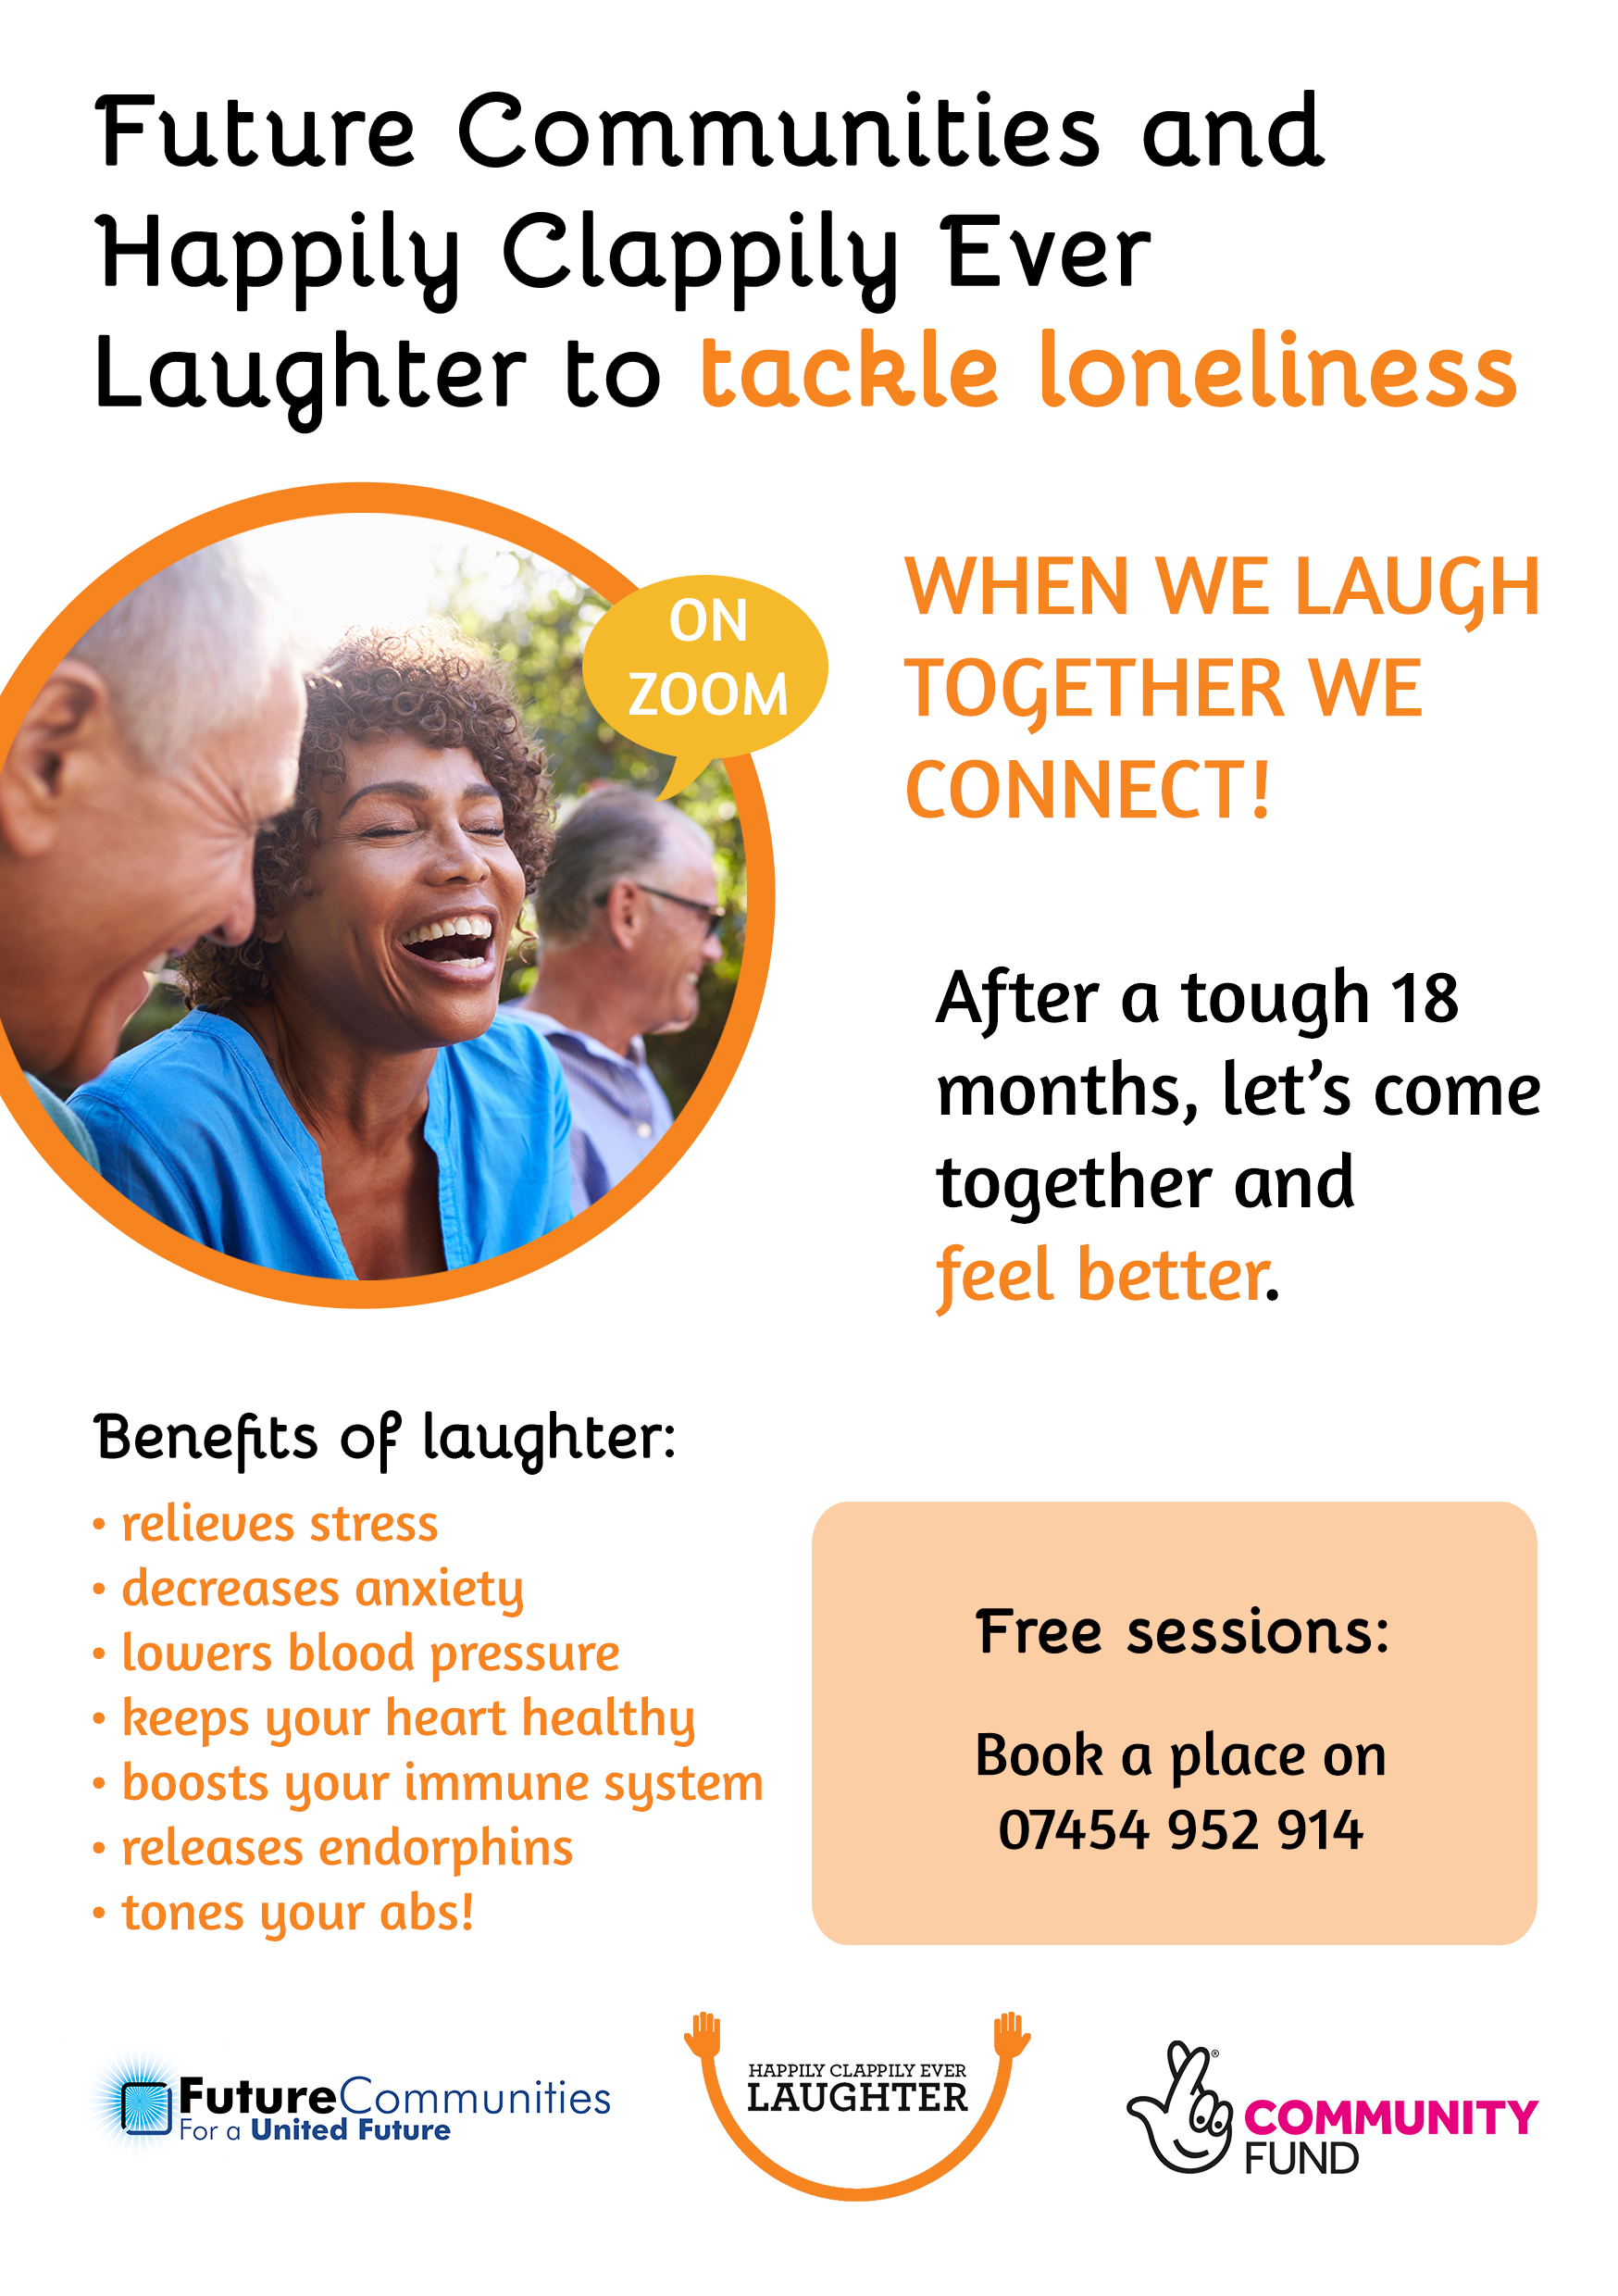 Future Communities and
Happily Clappily Ever
Laughter to tackle loneliness
ON
ZOOM
WHEN WE LAUGH
TOGETHER WE
CONNECT!
After a tough 18
months, let’s come
together and
feel better.
Benefits of laughter:
• relieves stress
• decreases anxiety
• lowers blood pressure
• keeps your heart healthy
• boosts your immune system
• releases endorphins
• tones your abs!
Free sessions:
Book a place on
07454 952 914
FutureCommunities
For a United Future
HAPPILY CLAPPILY EVER
LAUGHTER
®
COMMUNITY
FUND